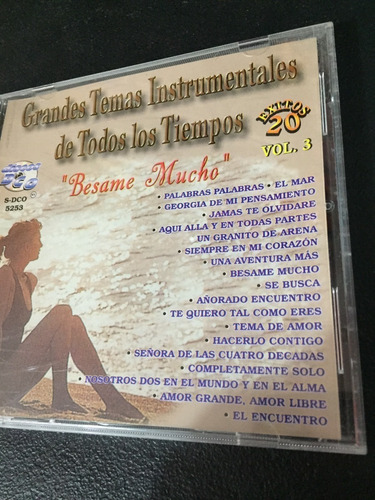 Grandes Temas Instrumentales
de Todos los Tiempos
EXITOS
20
VOL. 3
"Besame Mucho"
S-DCO
5253
• PALABRAS PALABRAS • EL MAR
• GEORGIA DE MI PENSAMIENTO
• JAMAS TE OLVIDARE
• AQUI ALLA Y EN TODAS PARTES
• UN GRANITO DE ARENA
• SIEMPRE EN MI CORAZÓN
• UNA AVENTURA MÁS
• BESAME MUCHO
• SE BUSCA
• AÑORADO ENCUENTRO
• TE QUIERO TAL COMO ERES
• TEMA DE AMOR
• HACERLO CONTIGO
• SEÑORA DE LAS CUATRO DECADAS
• COMPLETAMENTE SOLO
• NOSOTROS DOS EN EL MUNDO Y EN EL ALMA
• AMOR GRANDE, AMOR LIBRE
• EL ENCUENTRO